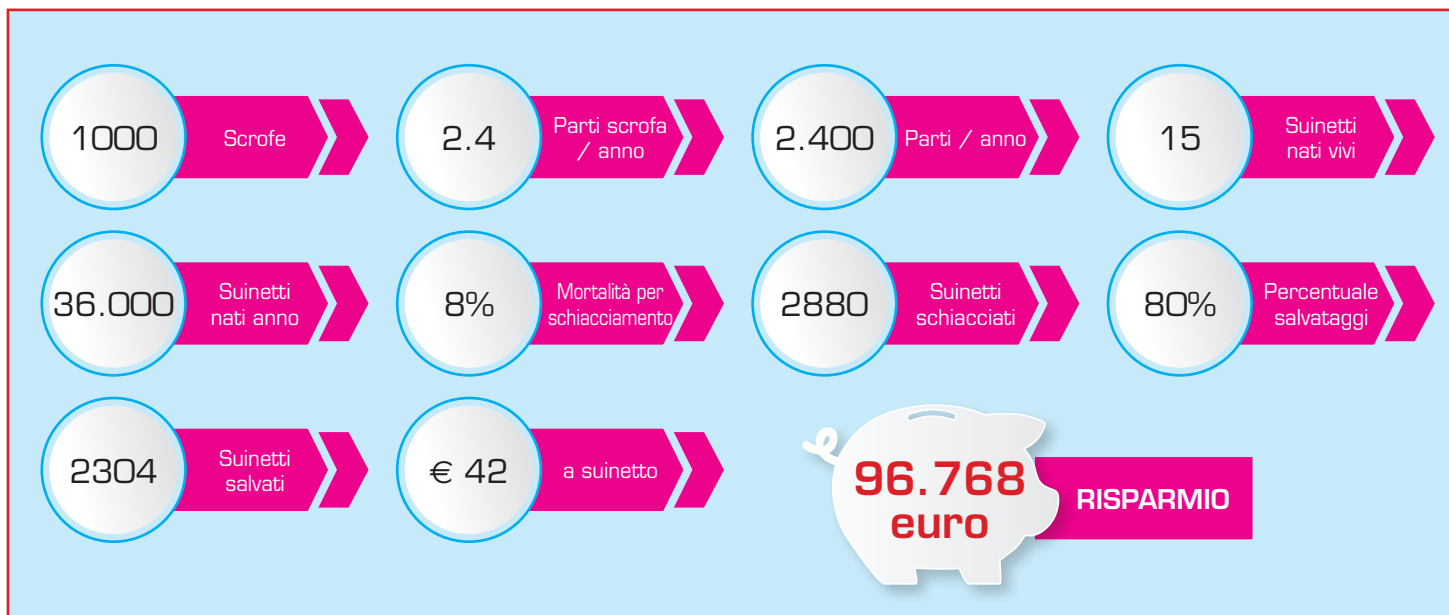 1000
Scrofe
2.4
Parti scrofa
/ anno
2.400
Parti / anno
15
Suinetti
nati vivi
36.000
Suinetti
nati anno
8%
Mortalità per
schiacciamento
2880
Suinetti
schiacciati
80%
Percentuale
salvataggi
2304
Suinetti
salvati
€ 42
a suinetto
96.768
euro
RISPARMIO